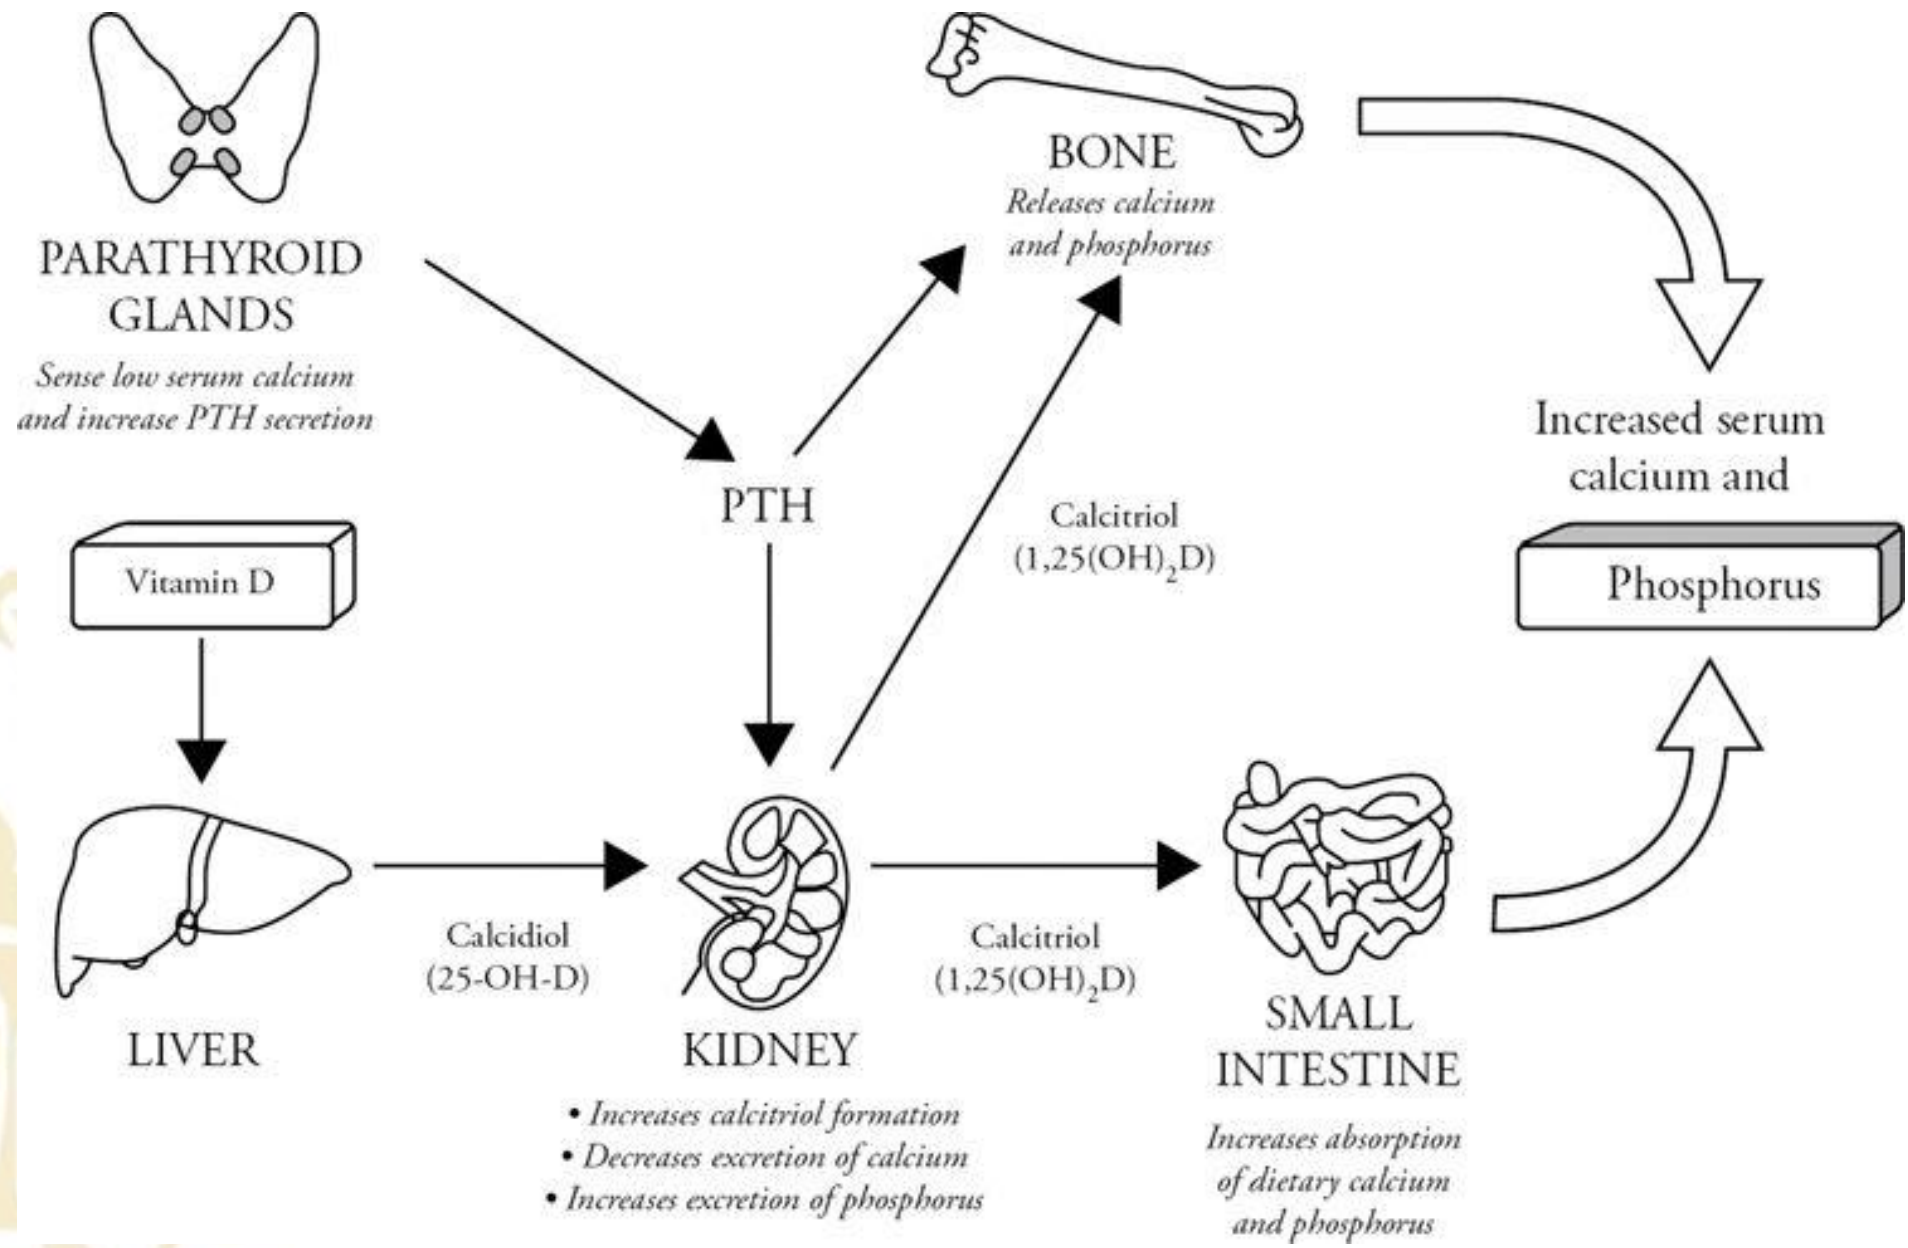 PARATHYROID
GLANDS
Sense low serum calcium
and increase PTH secretion
BONE
Releases calcium
and phosphorus
PTH
Calcitriol
(1,25(OH)₂D)
Increased serum
calcium and
Phosphorus
Vitamin D
LIVER
Calcidiol
(25-OH-D)
KIDNEY
• Increases calcitriol formation
• Decreases excretion of calcium
• Increases excretion of phosphorus
Calcitriol
(1,25(OH)₂D)
SMALL
INTESTINE
Increases absorption
of dietary calcium
and phosphorus